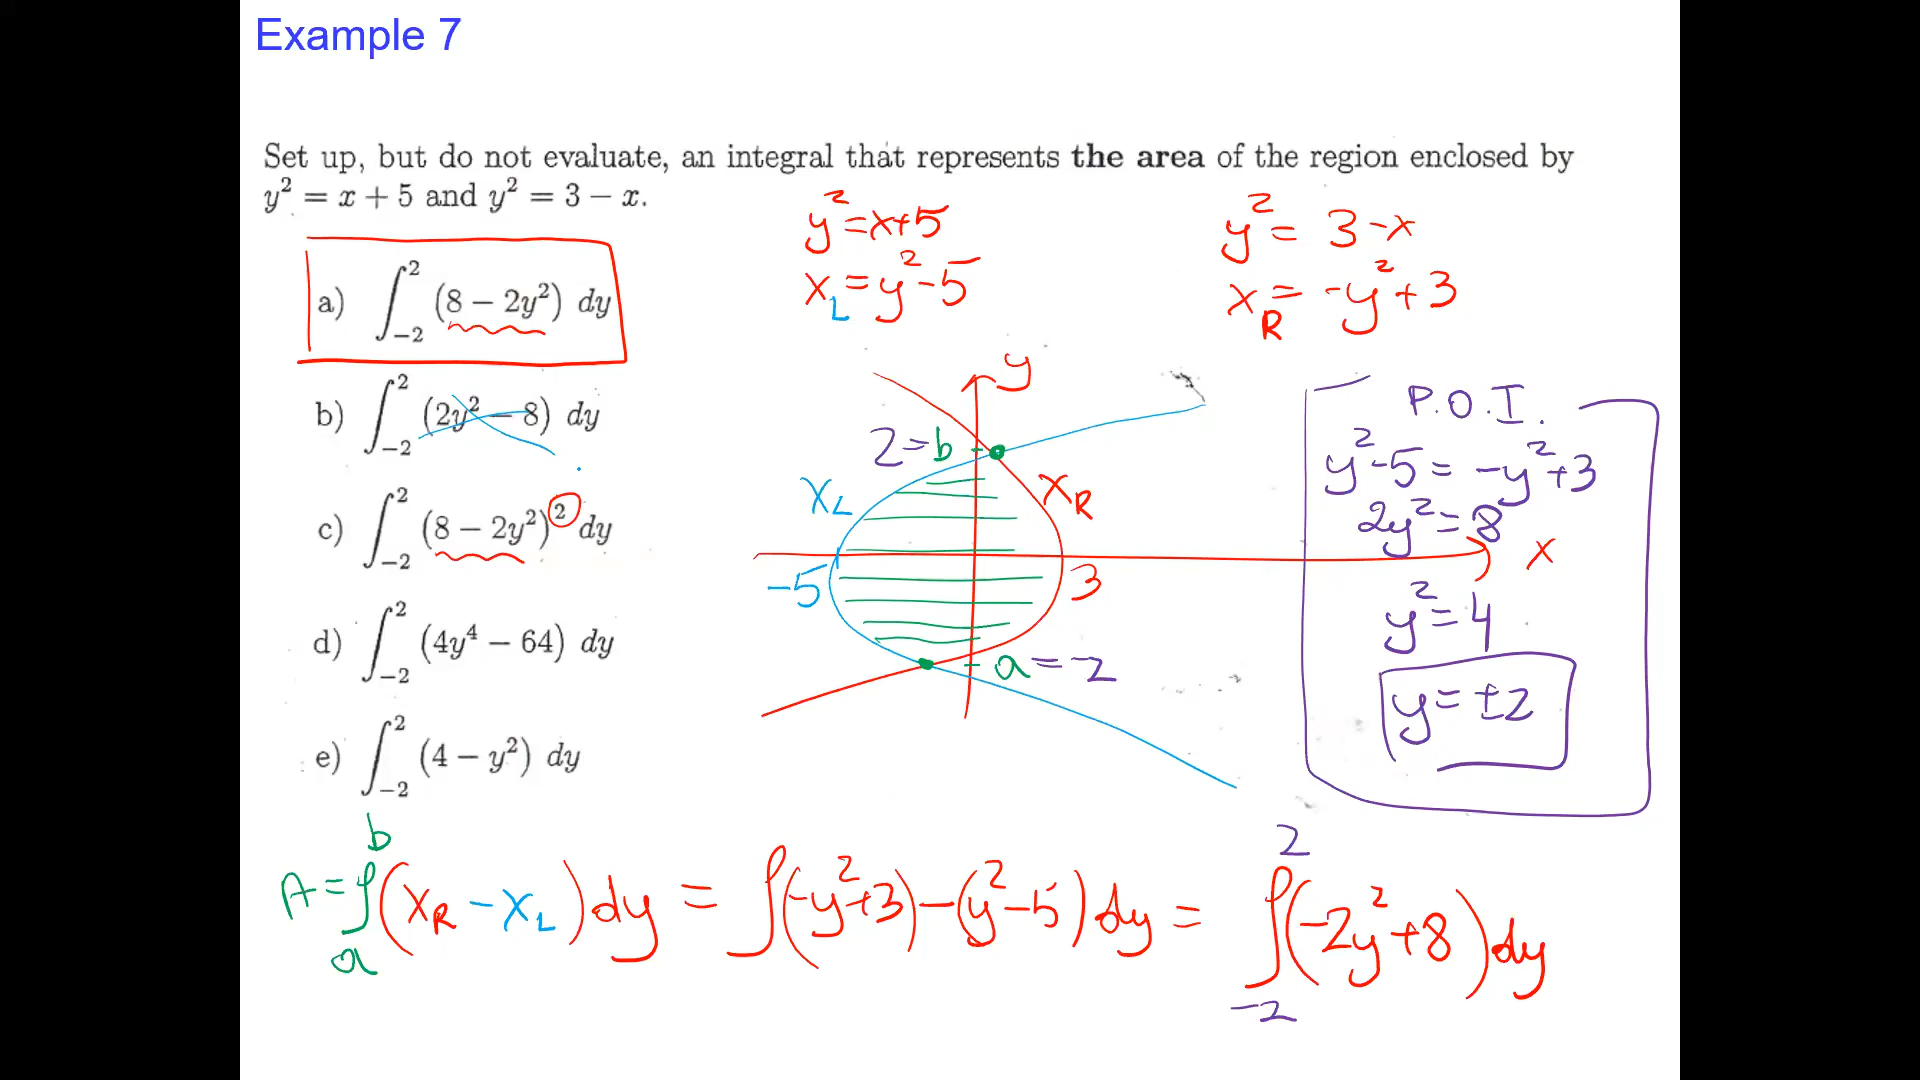 Example 7
Set up, but do not evaluate, an integral that represents the area of the region enclosed by
y² = x + 5 and y² = 3 − x.
y² = x+5
x_L = y² - 5
y² = 3 - x
x_R = -y² + 3
a) ∫_{−2}^{2} (8 − 2y²) dy
b) ∫_{−2}^{2} (2y² − 8) dy
c) ∫_{−2}^{2} (8 − 2y²)² dy
d) ∫_{−2}^{2} (4y⁴ − 64) dy
e) ∫_{−2}^{2} (4 − y²) dy
y
2 = b
x_L
x_R
-5
3
x
a = -2
P.O.I.
y² - 5 = -y² + 3
2y² = 8
y² = 4
y = ±2
A = ∫_a^b (x_R - x_L) dy = ∫(-y² + 3) - (y² - 5) dy = ∫_{-2}^{2} (-2y² + 8) dy